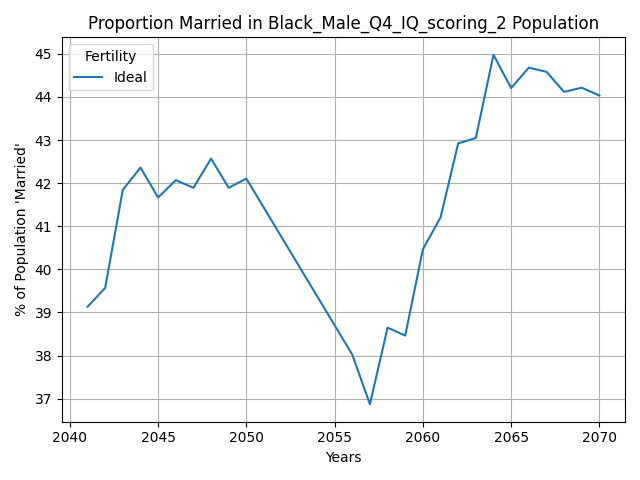 Proportion Married in Black_Male_Q4_IQ_scoring_2 Population
Fertility
Ideal
% of Population 'Married'
45
44
43
42
41
40
39
38
37
2040 2045 2050 2055 2060 2065 2070
Years